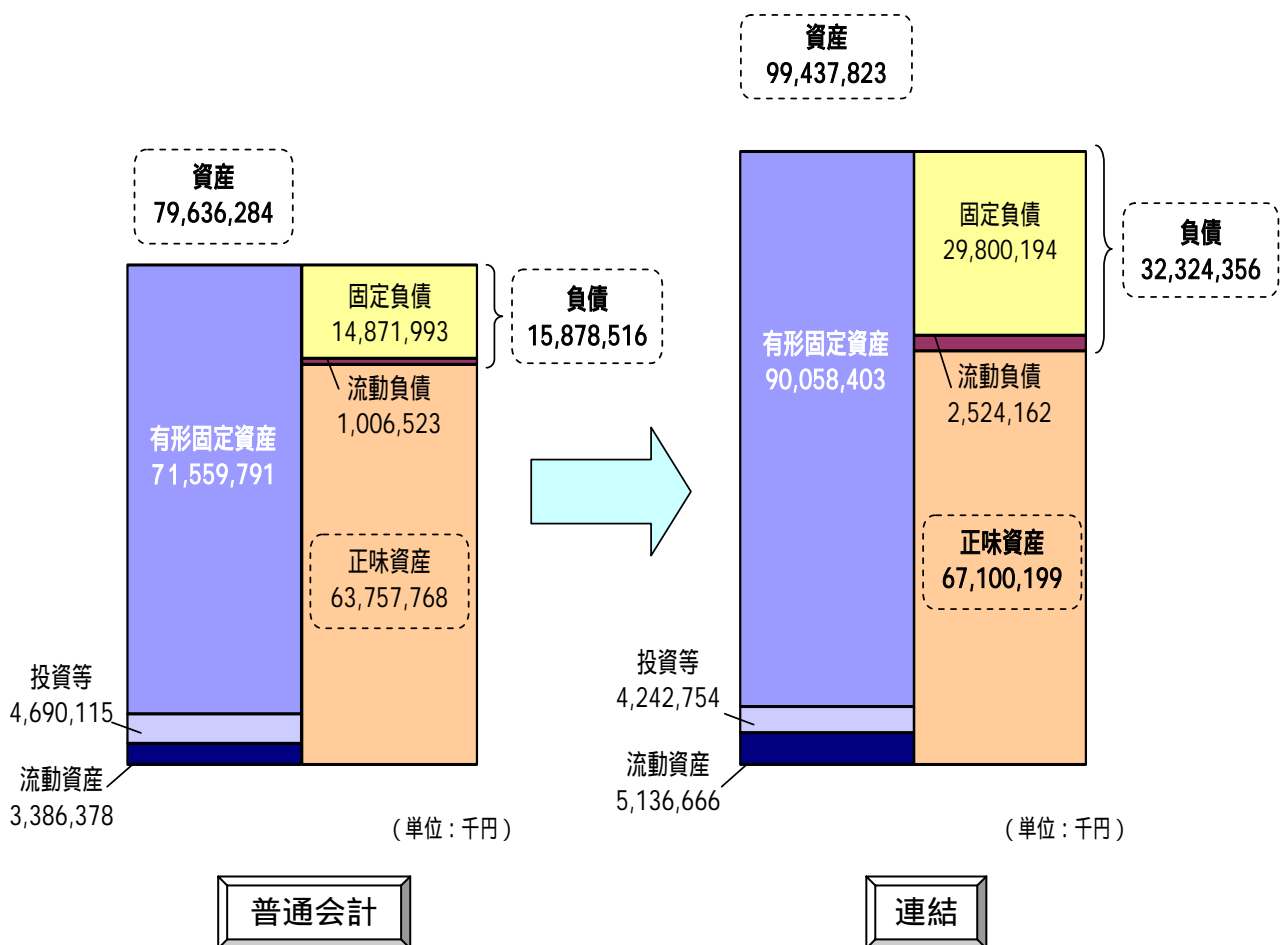 資産
79,636,284
固定負債
14,871,993
負債
15,878,516
流動負債
1,006,523
有形固定資産
71,559,791
正味資産
63,757,768
投資等
4,690,115
流動資産
3,386,378
(単位:千円)
普通会計
資産
99,437,823
固定負債
29,800,194
負債
32,324,356
有形固定資産
90,058,403
流動負債
2,524,162
正味資産
67,100,199
投資等
4,242,754
流動資産
5,136,666
(単位:千円)
連結